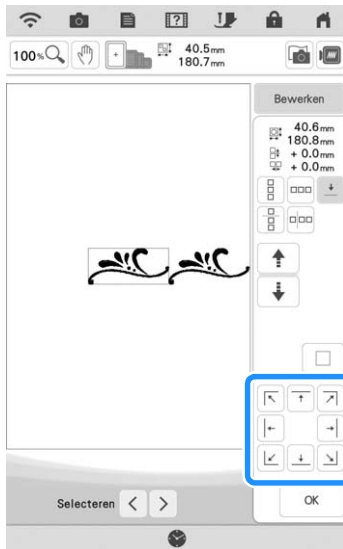 100%
40.5mm
180.7mm
Bewerken
40.6mm
180.8mm
+ 0.0mm
+ 0.0mm
Selecteren
OK